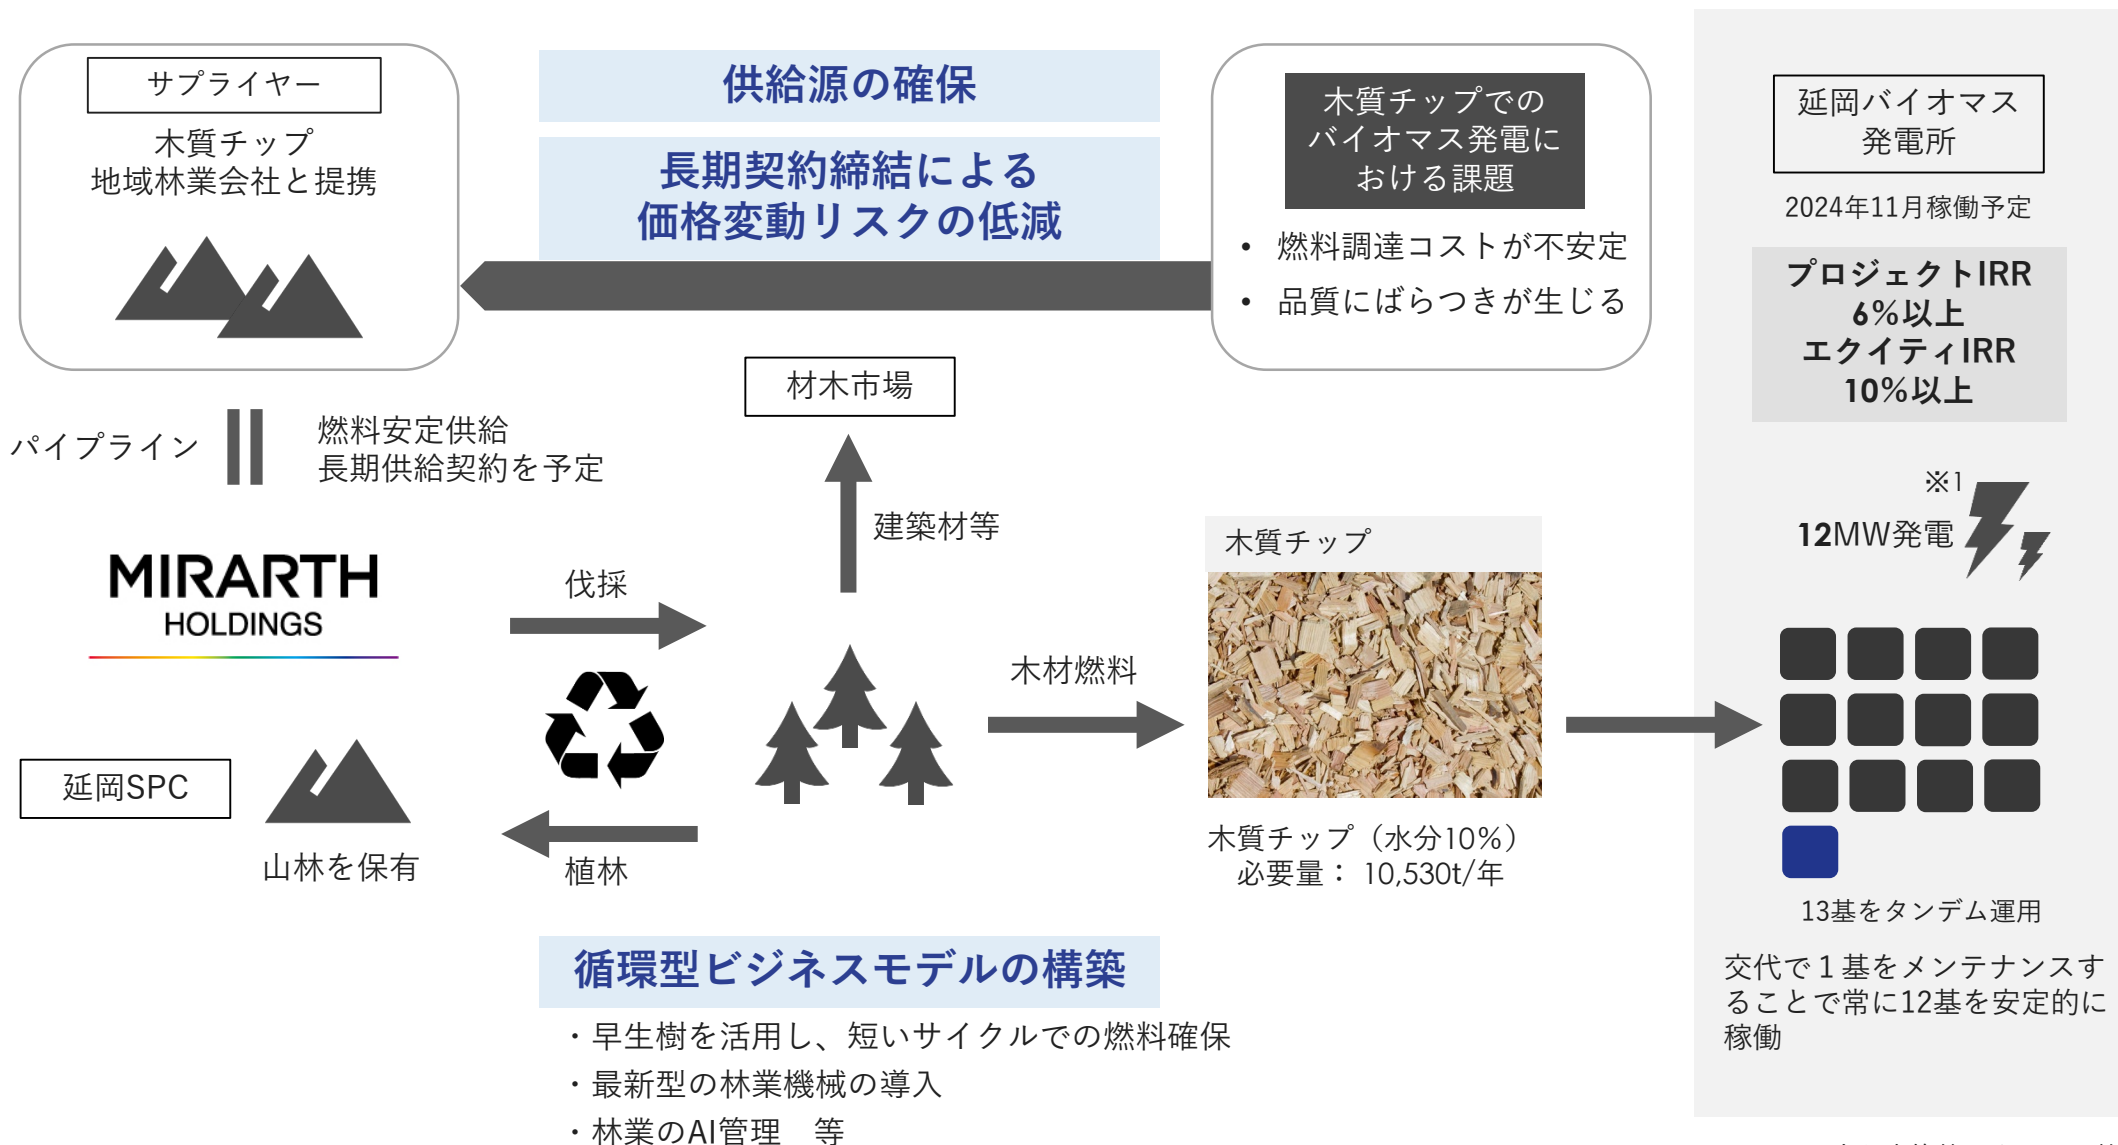 サプライヤー
木質チップ
地域林業会社と提携
供給源の確保
長期契約締結による
価格変動リスクの低減
木質チップでの
バイオマス発電に
おける課題
• 燃料調達コストが不安定
• 品質にばらつきが生じる
延岡バイオマス
発電所
2024年11月稼働予定
プロジェクトIRR
6%以上
エクイティIRR
10%以上
※1
12MW発電
パイプライン
燃料安定供給
長期供給契約を予定
材木市場
建築材等
MIRARTH
HOLDINGS
伐採
木材燃料
木質チップ
延岡SPC
山林を保有
植林
木質チップ（水分10%）
必要量： 10,530t/年
13基をタンデム運用
交代で１基をメンテナンスす
ることで常に12基を安定的に
稼働
循環型ビジネスモデルの構築
・早生樹を活用し、短いサイクルでの燃料確保
・最新型の林業機械の導入
・林業のAI管理　等